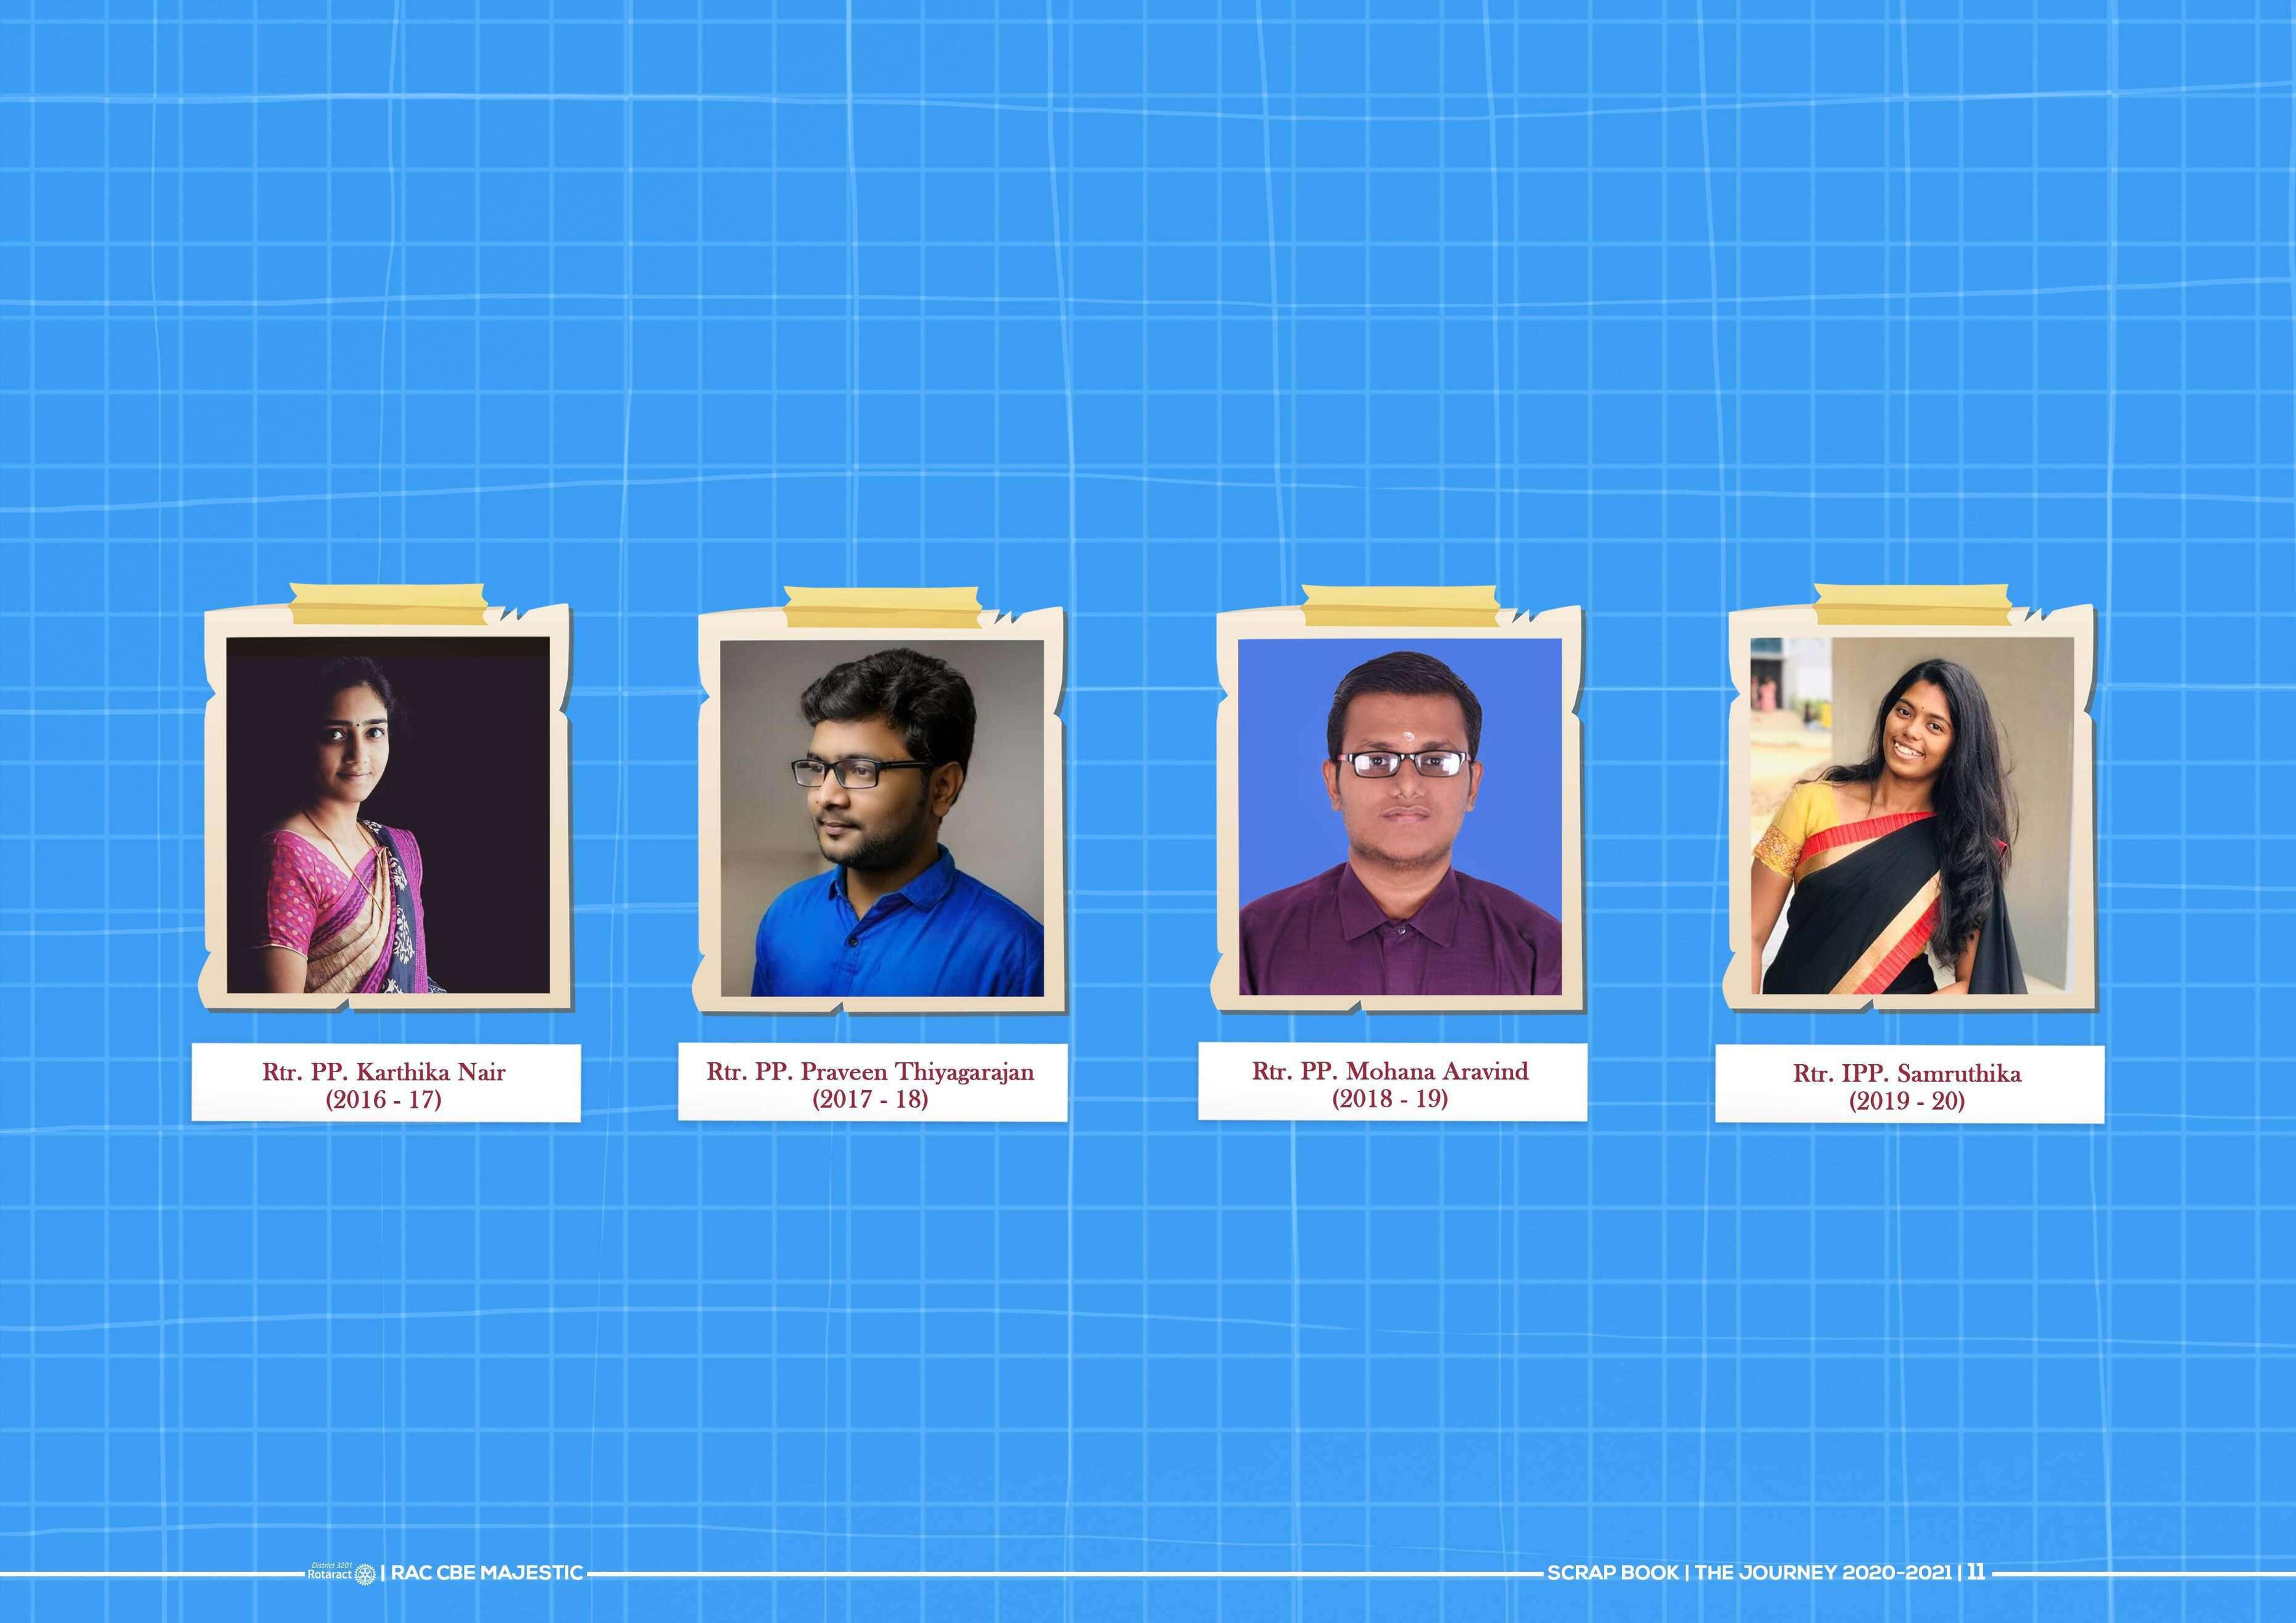 Rtr. PP. Karthika Nair
(2016 - 17)
Rtr. PP. Praveen Thiyagarajan
(2017 - 18)
Rtr. PP. Mohana Aravind
(2018 - 19)
Rtr. IPP. Samruthika
(2019 - 20)
District 3201
Rotaract | RAC CBE MAJESTIC
SCRAP BOOK | THE JOURNEY 2020-2021 | 11